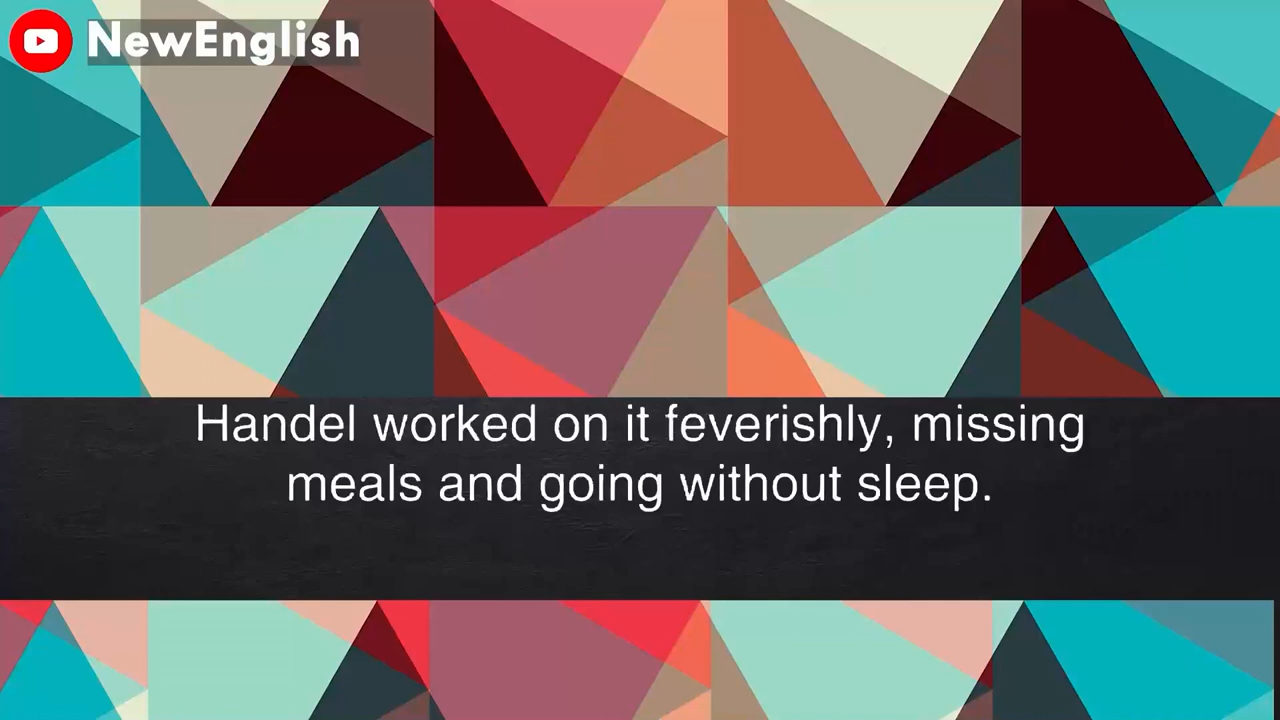 NewEnglish
Handel worked on it feverishly, missing
meals and going without sleep.